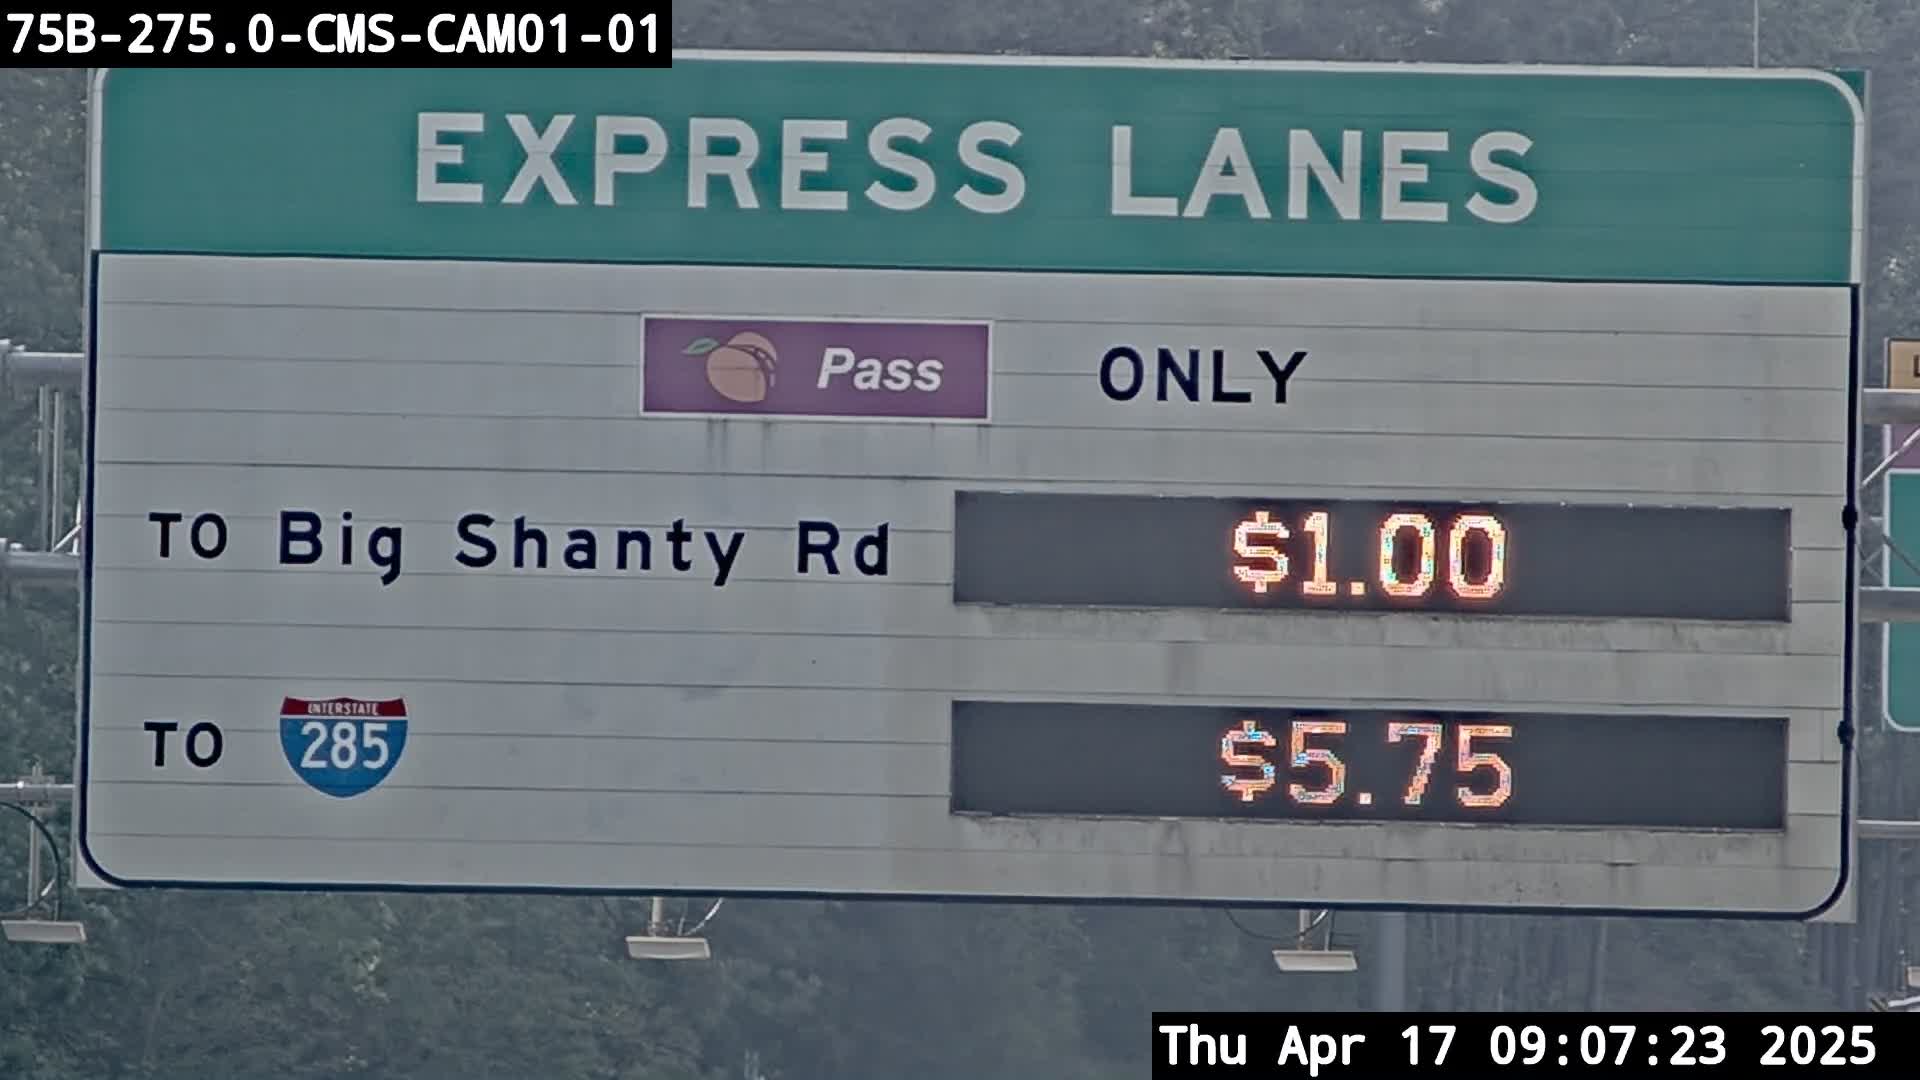 75B-275.0-CMS-CAM01-01
EXPRESS LANES
Pass ONLY
TO Big Shanty Rd $1.00
TO INTERSTATE 285 $5.75
Thu Apr 17 09:07:23 2025